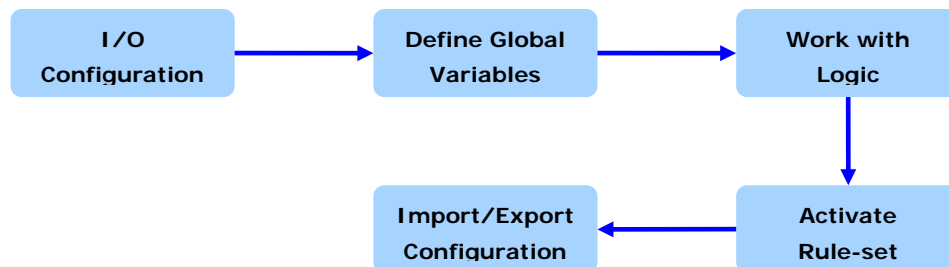 I/O
Configuration
Define Global
Variables
Work with
Logic
Activate
Rule-set
Import/Export
Configuration